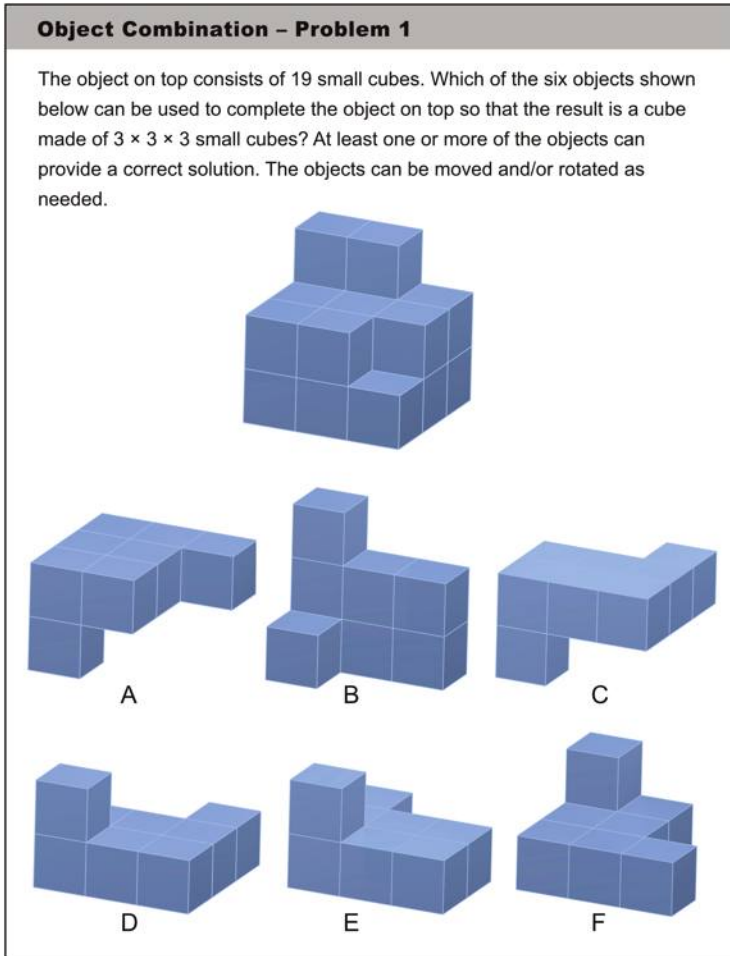 Object Combination – Problem 1
The object on top consists of 19 small cubes. Which of the six objects shown
below can be used to complete the object on top so that the result is a cube
made of 3 × 3 × 3 small cubes? At least one or more of the objects can
provide a correct solution. The objects can be moved and/or rotated as
needed.
A
B
C
D
E
F